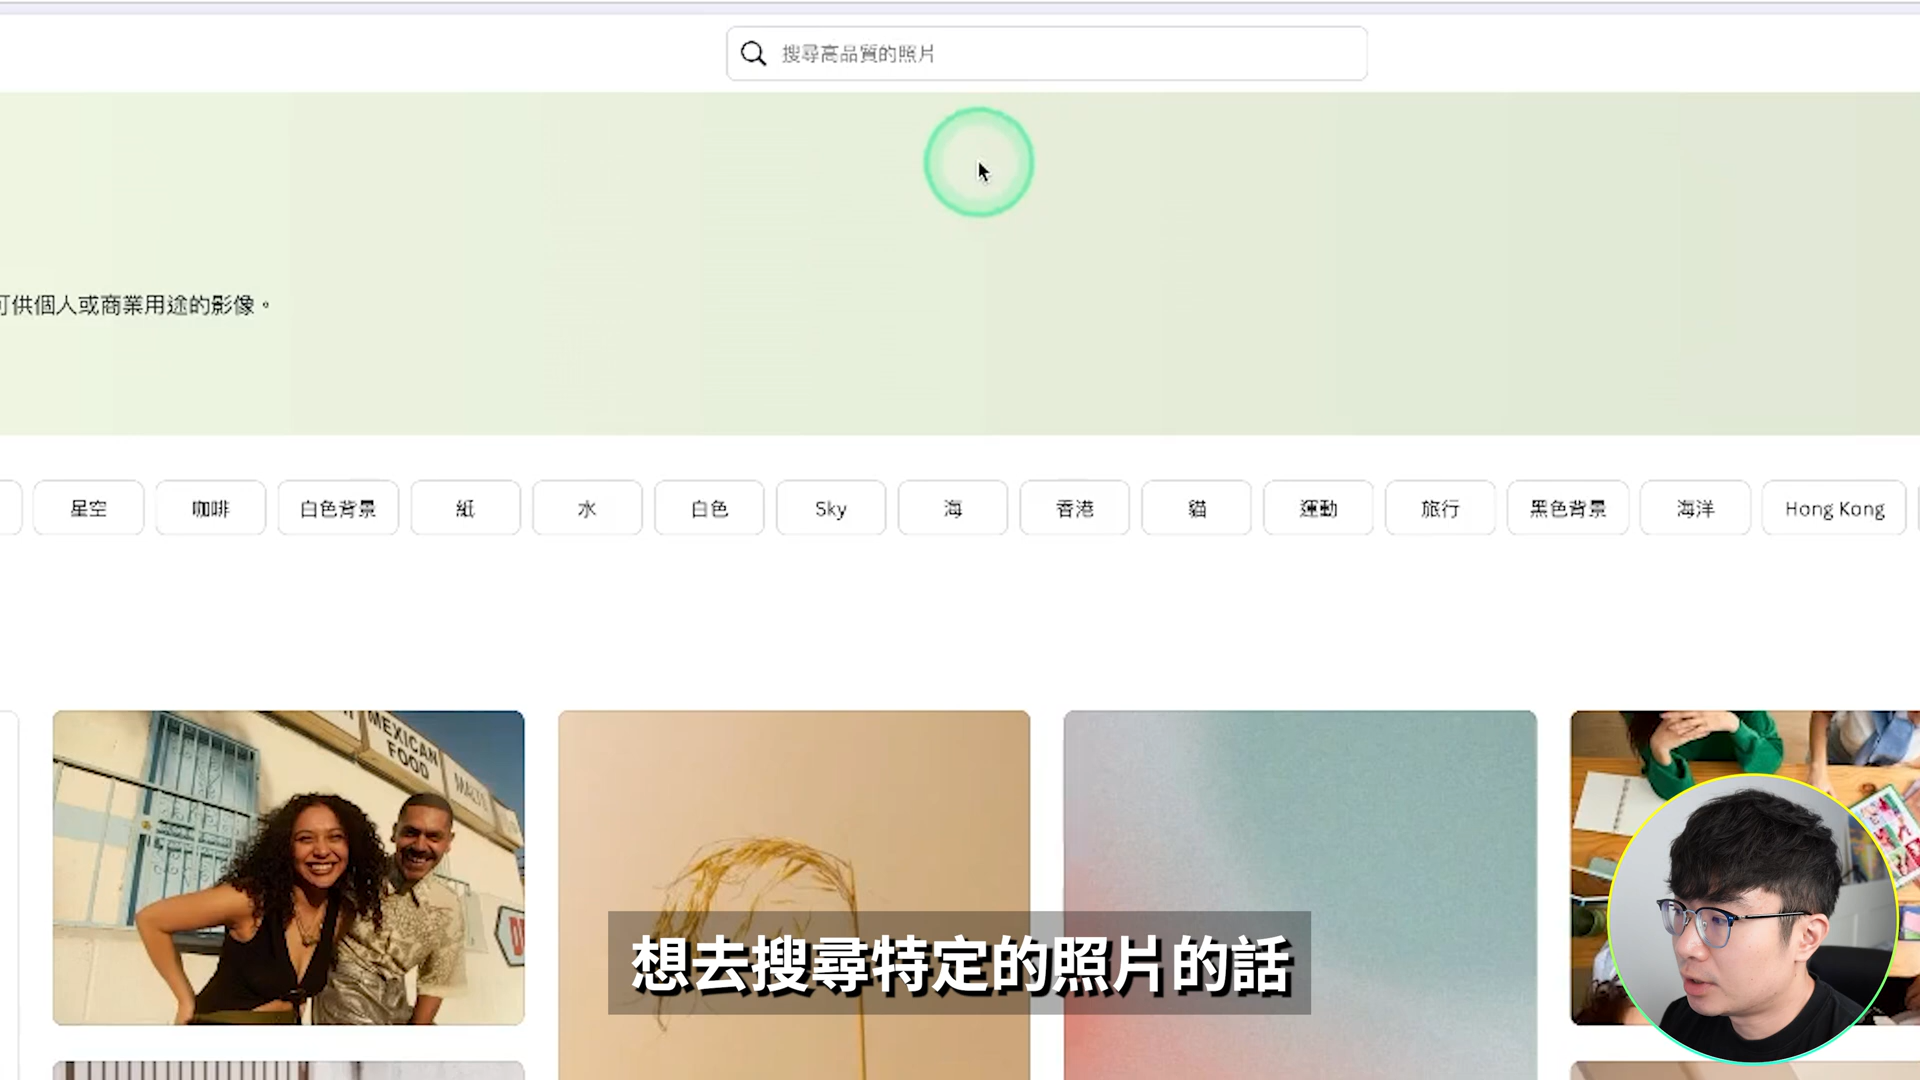 搜尋高品質的照片
可供個人或商業用途的影像。
星空
咖啡
白色背景
紙
水
白色
Sky
海
香港
貓
運動
旅行
黑色背景
海洋
Hong Kong
MEXICAN
FOOD
想去搜尋特定的照片的話